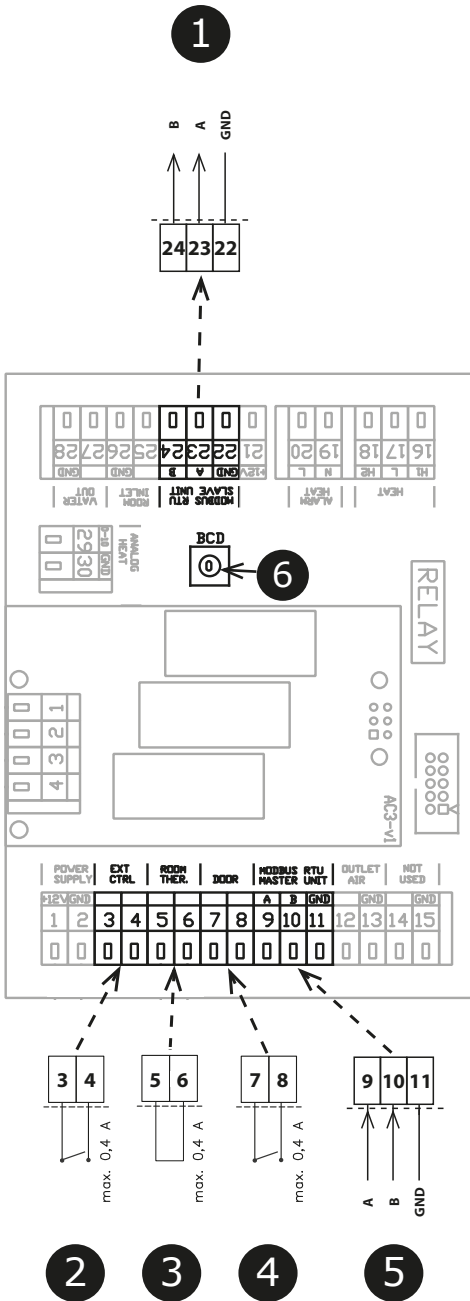 1
B A GND
24 23 22
28 27 26 25 24 23 22 21 20 19 18 17 16
GND GND B A GND +12V L N H2 L H1
VATER OUT
ROOM INLET
MODBUS RTU SLAVE UNIT
ALARM HEAT
HEAT
29 0-10
30 GND
ANALOG HEAT
BCD
0
6
RELAY
1
2
3
4
AC3-v1
POWER SUPPLY
EXT CTRL
ROOM THER.
DOOR
MODBUS RTU MASTER UNIT
OUTLET AIR
NOT USED
+12V GND A B GND GND GND
1 2 3 4 5 6 7 8 9 10 11 12 13 14 15
3 4
max. 0,4 A
5 6
max. 0,4 A
7 8
max. 0,4 A
9 10 11
A B GND
2 3 4 5